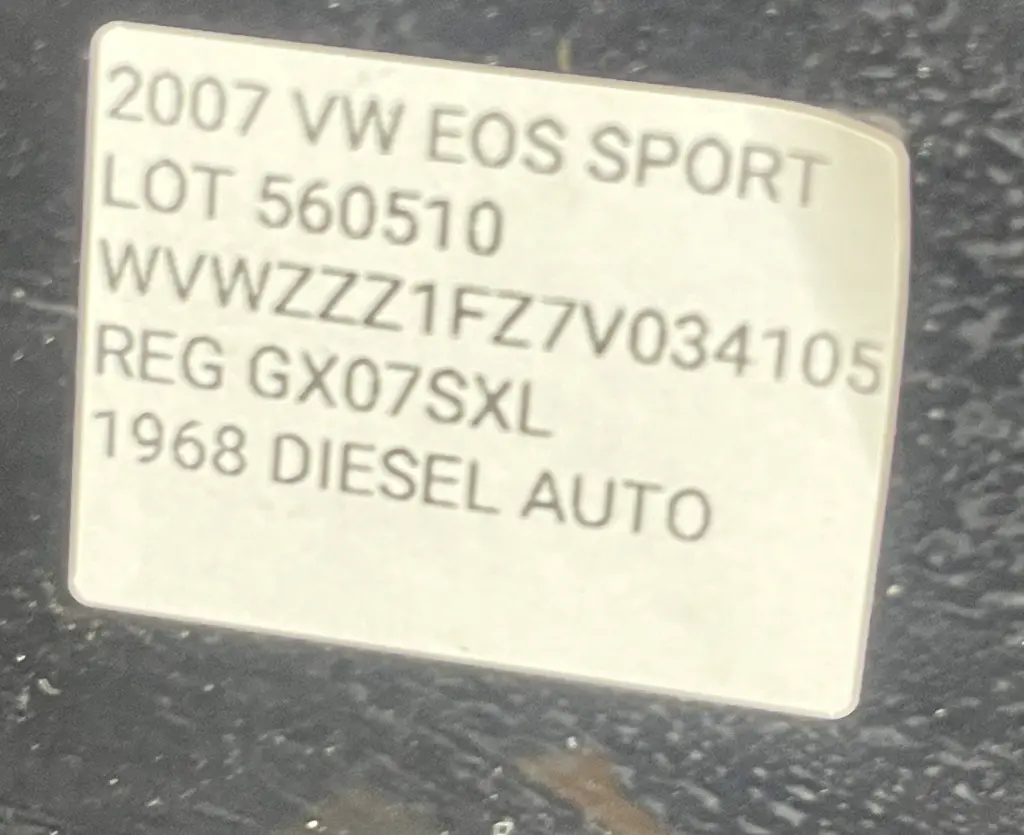 2007 VW EOS SPORT
LOT 560510
WVWZZZ1FZ7V034105
REG GX07SXL
1968 DIESEL AUTO